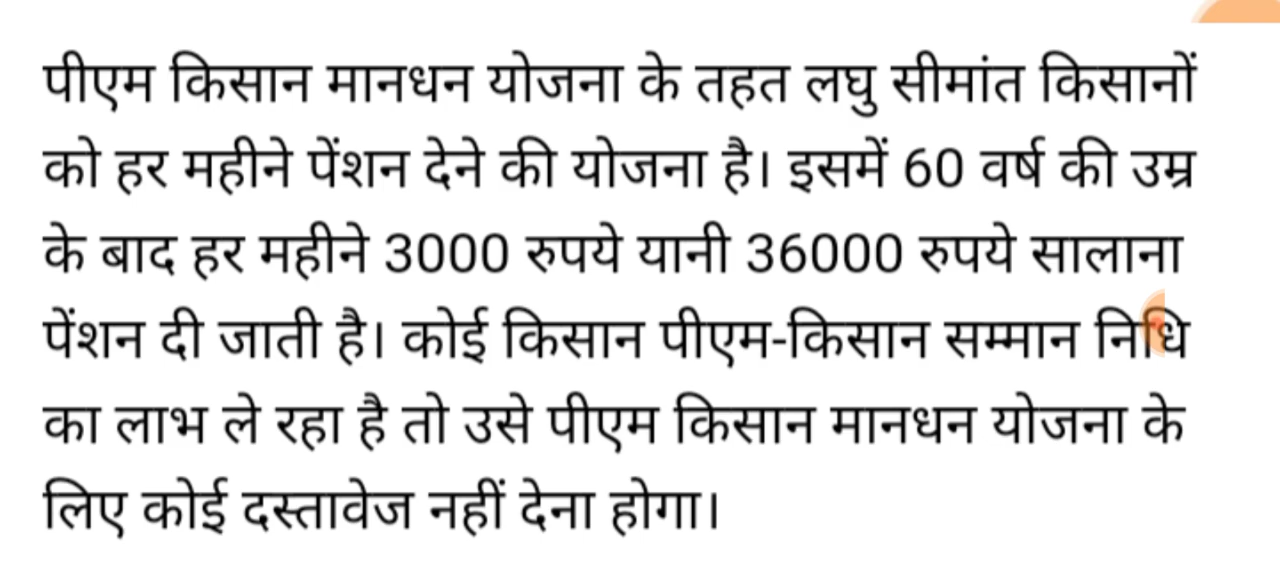 पीएम किसान मानधन योजना के तहत लघु सीमांत किसानों
को हर महीने पेंशन देने की योजना है। इसमें 60 वर्ष की उम्र
के बाद हर महीने 3000 रुपये यानी 36000 रुपये सालाना
पेंशन दी जाती है। कोई किसान पीएम-किसान सम्मान निधि
का लाभ ले रहा है तो उसे पीएम किसान मानधन योजना के
लिए कोई दस्तावेज नहीं देना होगा।